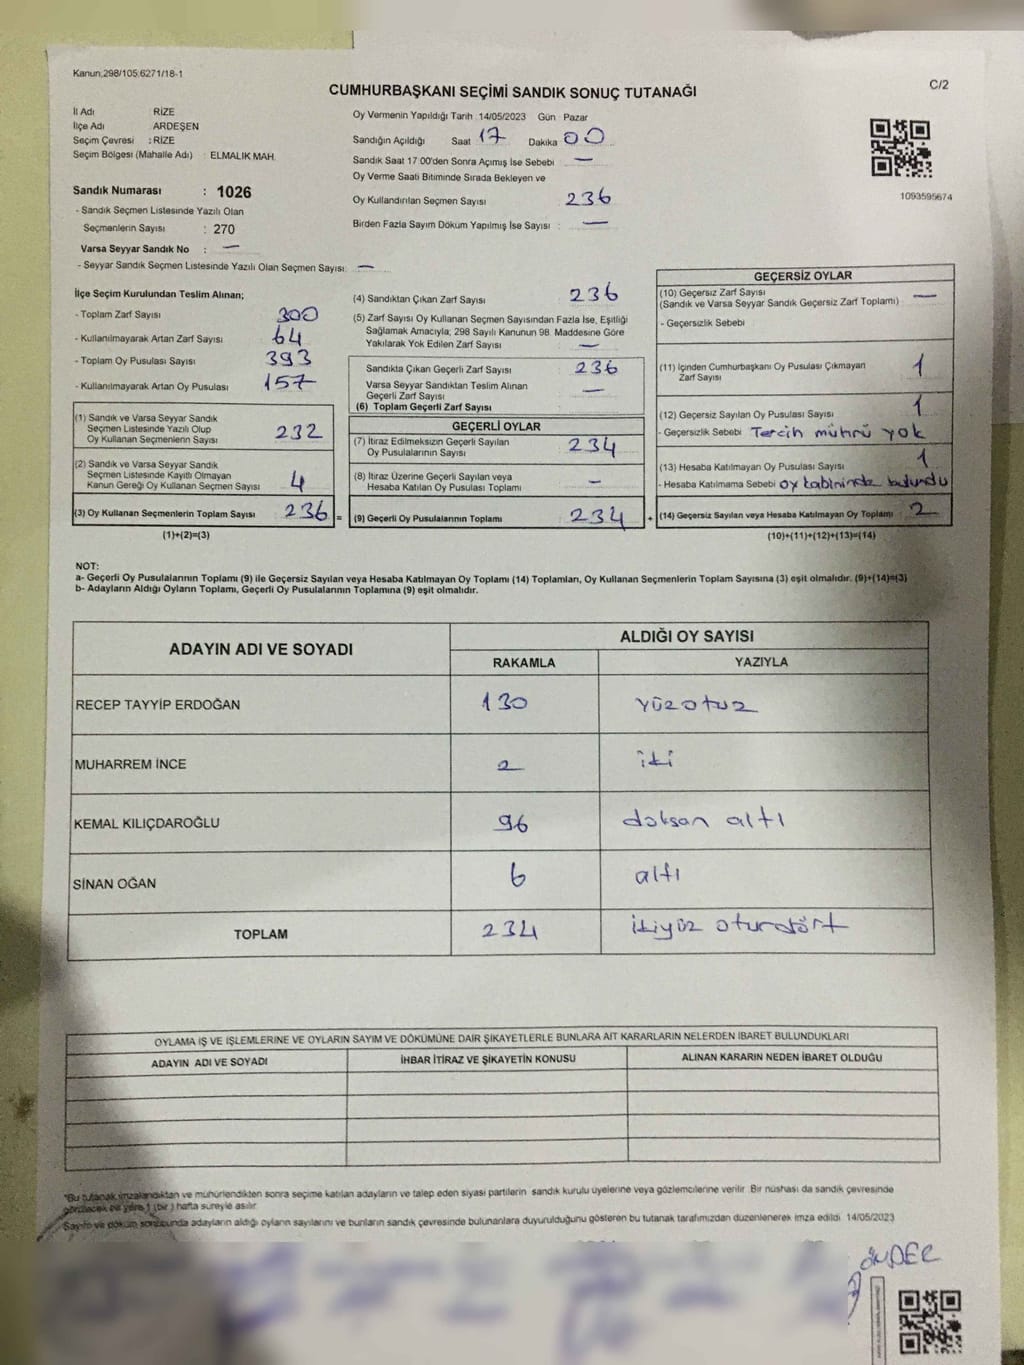 Kanun;298/105;6271/18-1
CUMHURBAŞKANI SEÇİMİ SANDIK SONUÇ TUTANAĞI
C/2
İl Adı : RİZE
İlçe Adı ARDEŞEN
Seçim Çevresi : RİZE
Seçim Bölgesi (Mahalle Adı) : ELMALIK MAH.
Sandık Numarası : 1026
- Sandık Seçmen Listesinde Yazılı Olan
Seçmenlerin Sayısı : 270
Varsa Seyyar Sandık No : —
- Seyyar Sandık Seçmen Listesinde Yazılı Olan Seçmen Sayısı: —
Oy Vermenin Yapıldığı Tarih : 14/05/2023 Gün : Pazar
Sandığın Açıldığı Saat 17 Dakika 00
Sandık Saat 17:00'den Sonra Açımış İse Sebebi —
Oy Verme Saati Bitiminde Sırada Bekleyen ve
Oy Kullandırılan Seçmen Sayısı 236
Birden Fazla Sayım Döküm Yapılmış İse Sayısı : —
1093595674
İlçe Seçim Kurulundan Teslim Alınan;
- Toplam Zarf Sayısı 300
- Kullanılmayarak Artan Zarf Sayısı 64
- Toplam Oy Pusulası Sayısı 393
- Kullanılmayarak Artan Oy Pusulası 157
(1) Sandık ve Varsa Seyyar Sandık
Seçmen Listesinde Yazılı Olup
Oy Kullanan Seçmenlerin Sayısı 232
(2) Sandık ve Varsa Seyyar Sandık
Seçmen Listesinde Kayıtlı Olmayan
Kanun Gereği Oy Kullanan Seçmen Sayısı 4
(3) Oy Kullanan Seçmenlerin Toplam Sayısı 236 =
(1)+(2)=(3)
(4) Sandıktan Çıkan Zarf Sayısı 236
(5) Zarf Sayısı Oy Kullanan Seçmen Sayısından Fazla İse, Eşitliği
Sağlamak Amacıyla; 298 Sayılı Kanunun 98. Maddesine Göre
Yakılarak Yok Edilen Zarf Sayısı —
Sandıkta Çıkan Geçerli Zarf Sayısı 236
Varsa Seyyar Sandıktan Teslim Alınan
Geçerli Zarf Sayısı —
(6) Toplam Geçerli Zarf Sayısı
GEÇERLİ OYLAR
(7) İtiraz Edilmeksizin Geçerli Sayılan
Oy Pusulalarının Sayısı 234
(8) İtiraz Üzerine Geçerli Sayılan veya
Hesaba Katılan Oy Pusulası Toplamı —
(9) Geçerli Oy Pusulalarının Toplamı 234 +
GEÇERSİZ OYLAR
(10) Geçersiz Zarf Sayısı —
(Sandık ve Varsa Seyyar Sandık Geçersiz Zarf Toplamı)
- Geçersizlik Sebebi
(11) İçinden Cumhurbaşkanı Oy Pusulası Çıkmayan
Zarf Sayısı 1
(12) Geçersiz Sayılan Oy Pusulası Sayısı 1
- Geçersizlik Sebebi Tercih mührü yok
(13) Hesaba Katılmayan Oy Pusulası Sayısı 1
- Hesaba Katılmama Sebebi oy kabininde bulundu
(14) Geçersiz Sayılan veya Hesaba Katılmayan Oy Toplamı : 2
(10)+(11)+(12)+(13)=(14)
NOT:
a- Geçerli Oy Pusulalarının Toplamı (9) ile Geçersiz Sayılan veya Hesaba Katılmayan Oy Toplamı (14) Toplamları, Oy Kullanan Seçmenlerin Toplam Sayısına (3) eşit olmalıdır. (9)+(14)=(3)
b- Adayların Aldığı Oyların Toplamı, Geçerli Oy Pusulalarının Toplamına (9) eşit olmalıdır.
ADAYIN ADI VE SOYADI
ALDIĞI OY SAYISI
RAKAMLA YAZIYLA
RECEP TAYYİP ERDOĞAN 130 yüzotuz
MUHARREM İNCE 2 iki
KEMAL KILIÇDAROĞLU 96 doksan altı
SİNAN OĞAN 6 altı
TOPLAM 234 ikiyüz oturdört
OYLAMA İŞ VE İŞLEMLERİNE VE OYLARIN SAYIM VE DÖKÜMÜNE DAİR ŞİKAYETLERLE BUNLARA AİT KARARLARIN NELERDEN İBARET BULUNDUKLARI
ADAYIN ADI VE SOYADI İHBAR İTİRAZ VE ŞİKAYETİN KONUSU ALINAN KARARIN NEDEN İBARET OLDUĞU
*Bu tutanak imzalandıktan ve mühürlendikten sonra seçime katılan adayların ve talep eden siyasi partilerin sandık kurulu üyelerine veya gözlemcilerine verilir. Bir nüshası da sandık çevresinde
görülecek bir yere 1 (bir) hafta süreyle asılır.
Sayım ve döküm sonucunda adayların aldığı oyların sayılarını ve bunların sandık çevresinde bulunanlara duyurulduğunu gösteren bu tutanak tarafımızdan düzenlenerek imza edildi 14/05/2023
ÖNDER